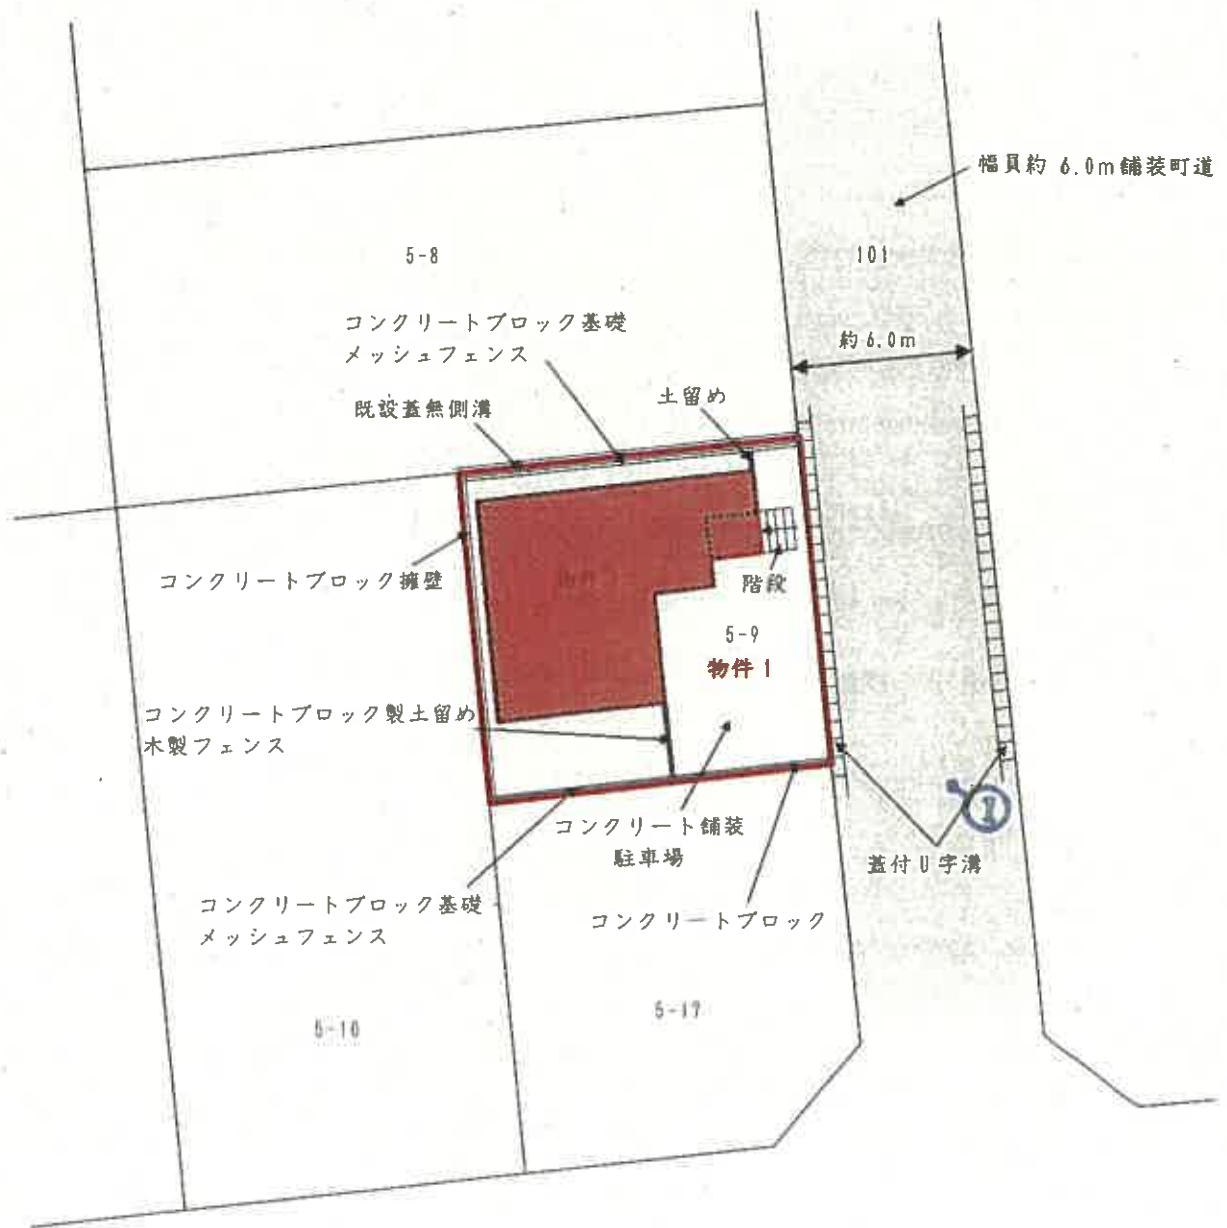 幅員約 6.0m舗装町道
5-8
101
コンクリートブロック基礎
メッシュフェンス
約6.0m
既設蓋無側溝
土留め
コンクリートブロック擁壁
階段
5-9
物件1
コンクリートブロック製土留め
木製フェンス
コンクリート舗装
駐車場
①
蓋付U字溝
コンクリートブロック基礎
メッシュフェンス
コンクリートブロック
5-10
5-17